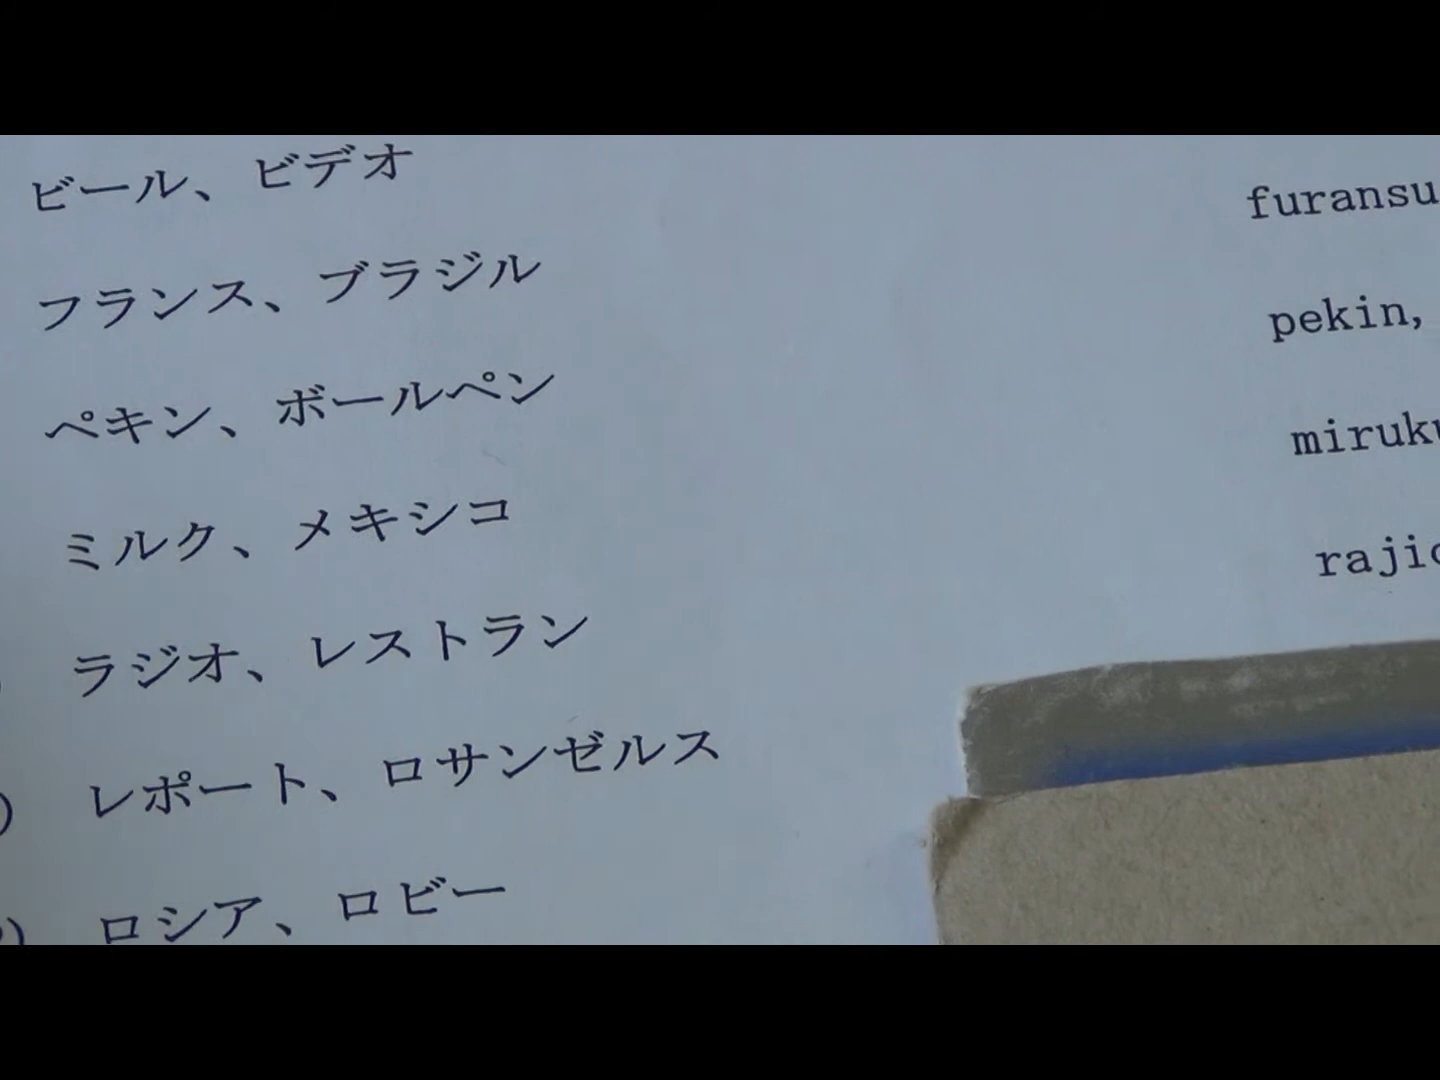 ビール、ビデオ
フランス、ブラジル
ペキン、ボールペン
ミルク、メキシコ
ラジオ、レストラン
) レポート、ロサンゼルス
) ロシア、ロビー
furansu
pekin,
miruku
rajio